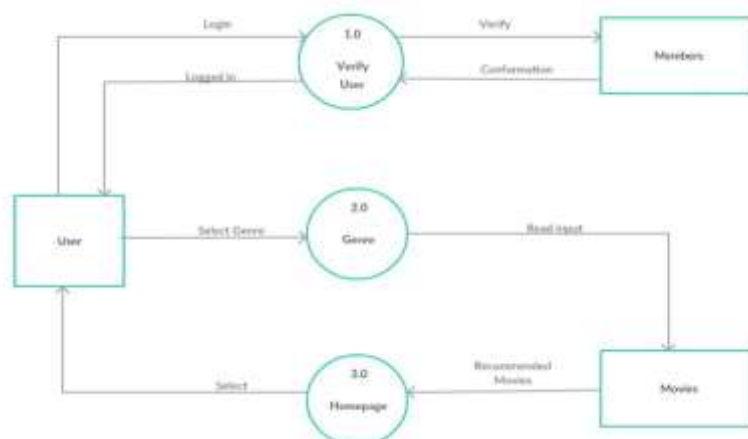 Login
1.0
Verify
Verify
User
Members
Logged in
Conformation
User
Select Genre
2.0
Genre
Read input
Select
3.0
Homepage
Recommended
Movies
Movies